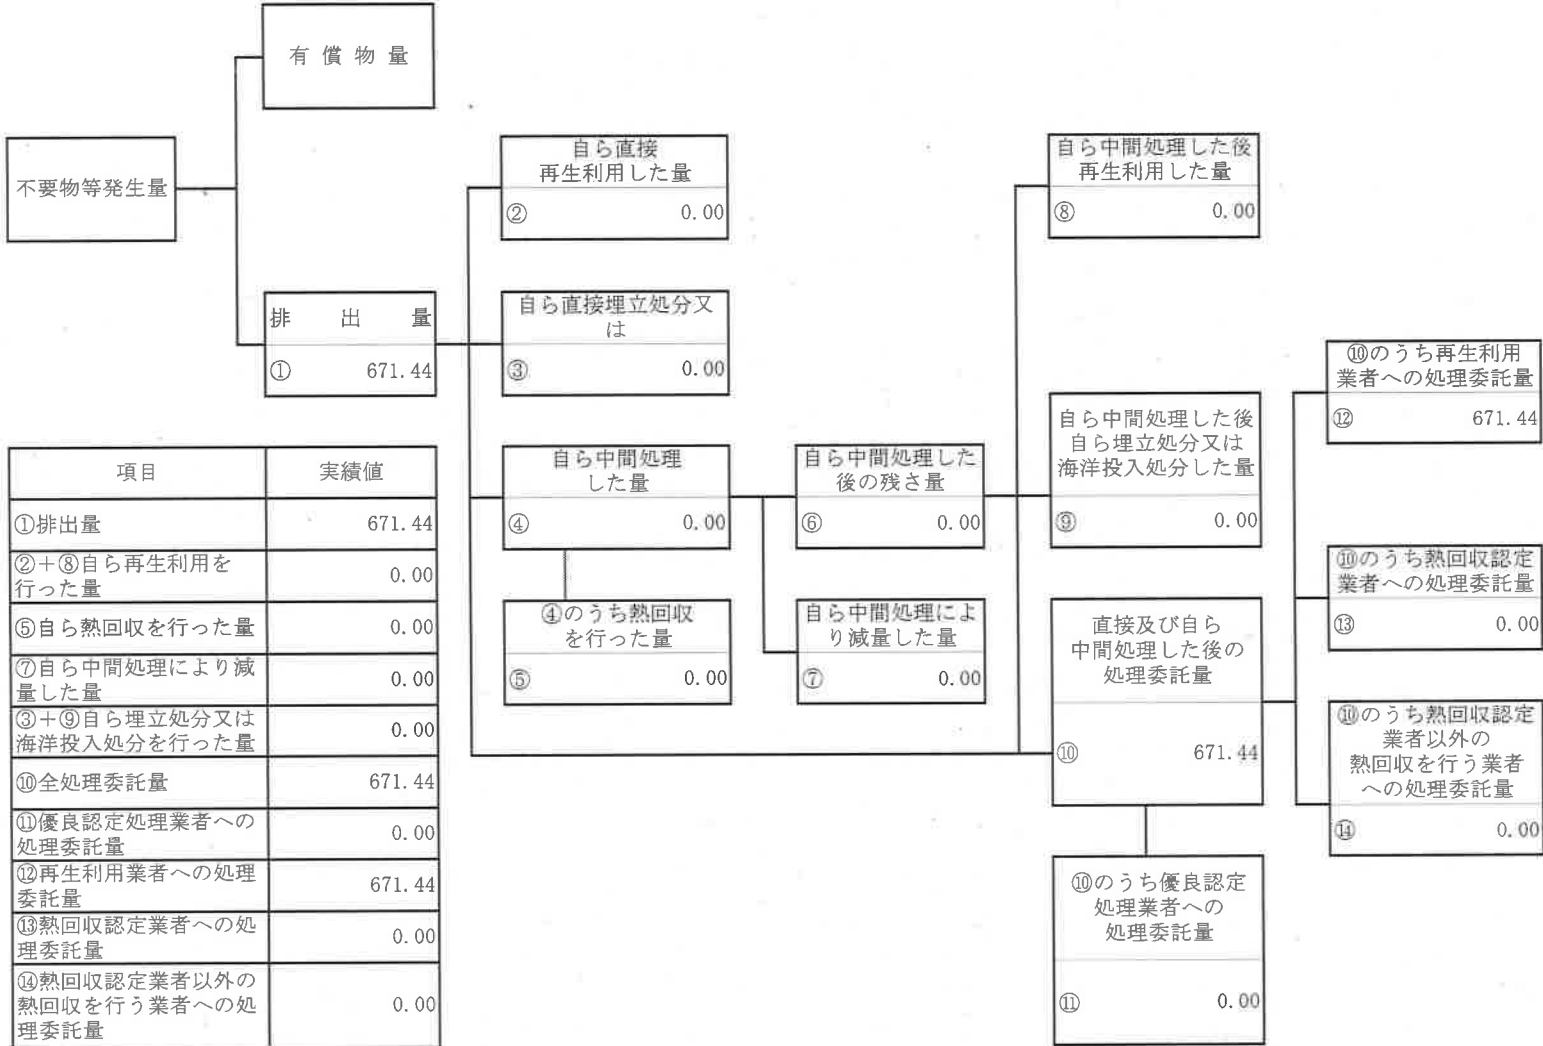 有償物量
不要物等発生量
排出量
① 671.44
自ら直接
再生利用した量
② 0.00
自ら直接埋立処分又
は
③ 0.00
自ら中間処理
した量
④ 0.00
④のうち熱回収
を行った量
⑤ 0.00
自ら中間処理した
後の残さ量
⑥ 0.00
自ら中間処理によ
り減量した量
⑦ 0.00
自ら中間処理した後
再生利用した量
⑧ 0.00
自ら中間処理した後
自ら埋立処分又は
海洋投入処分した量
⑨ 0.00
直接及び自ら
中間処理した後の
処理委託量
⑩ 671.44
⑩のうち優良認定
処理業者への
処理委託量
⑪ 0.00
⑩のうち再生利用
業者への処理委託量
⑫ 671.44
⑩のうち熱回収認定
業者への処理委託量
⑬ 0.00
⑩のうち熱回収認定
業者以外の
熱回収を行う業者
への処理委託量
⑭ 0.00
項目 実績値
①排出量 671.44
②+⑧自ら再生利用を
行った量 0.00
⑤自ら熱回収を行った量 0.00
⑦自ら中間処理により減
量した量 0.00
③+⑨自ら埋立処分又は
海洋投入処分を行った量 0.00
⑩全処理委託量 671.44
⑪優良認定処理業者への
処理委託量 0.00
⑫再生利用業者への処理
委託量 671.44
⑬熱回収認定業者への処
理委託量 0.00
⑭熱回収認定業者以外の
熱回収を行う業者への処
理委託量 0.00